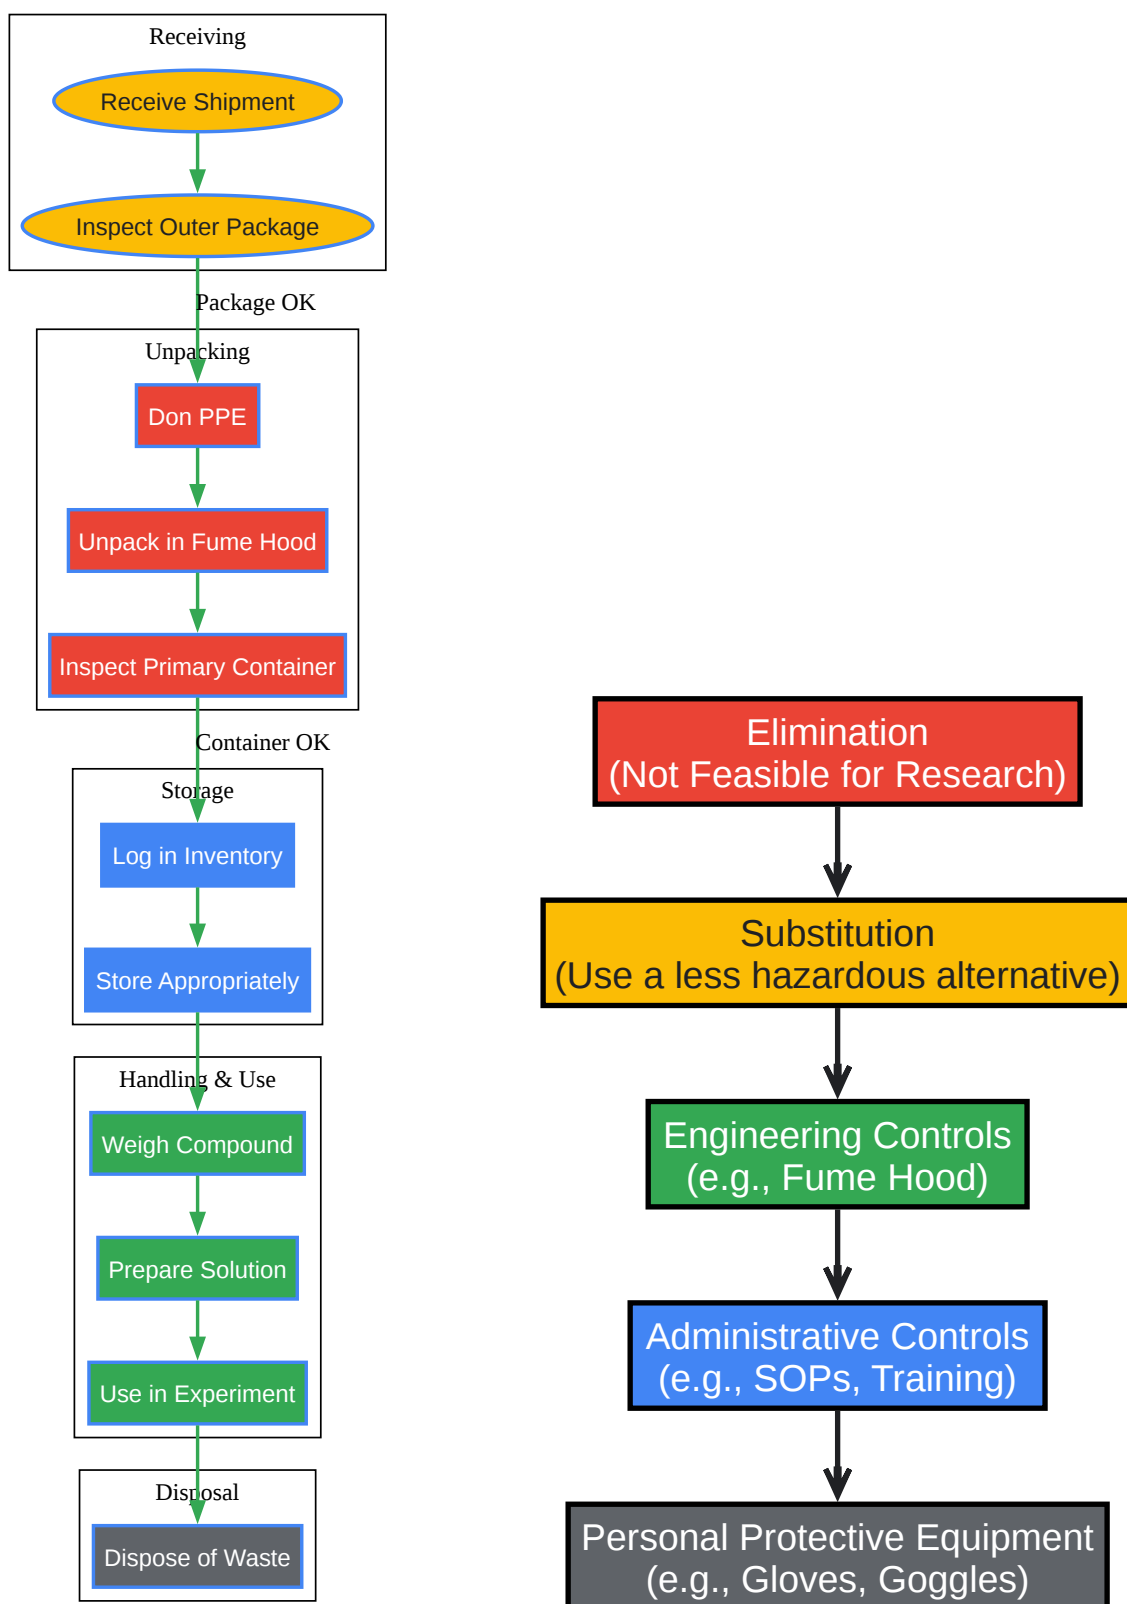 Receiving
Receive Shipment
Inspect Outer Package
Package OK
Unpacking
Don PPE
Unpack in Fume Hood
Inspect Primary Container
Container OK
Storage
Log in Inventory
Store Appropriately
Handling & Use
Weigh Compound
Prepare Solution
Use in Experiment
Disposal
Dispose of Waste
Elimination
(Not Feasible for Research)
Substitution
(Use a less hazardous alternative)
Engineering Controls
(e.g., Fume Hood)
Administrative Controls
(e.g., SOPs, Training)
Personal Protective Equipment
(e.g., Gloves, Goggles)